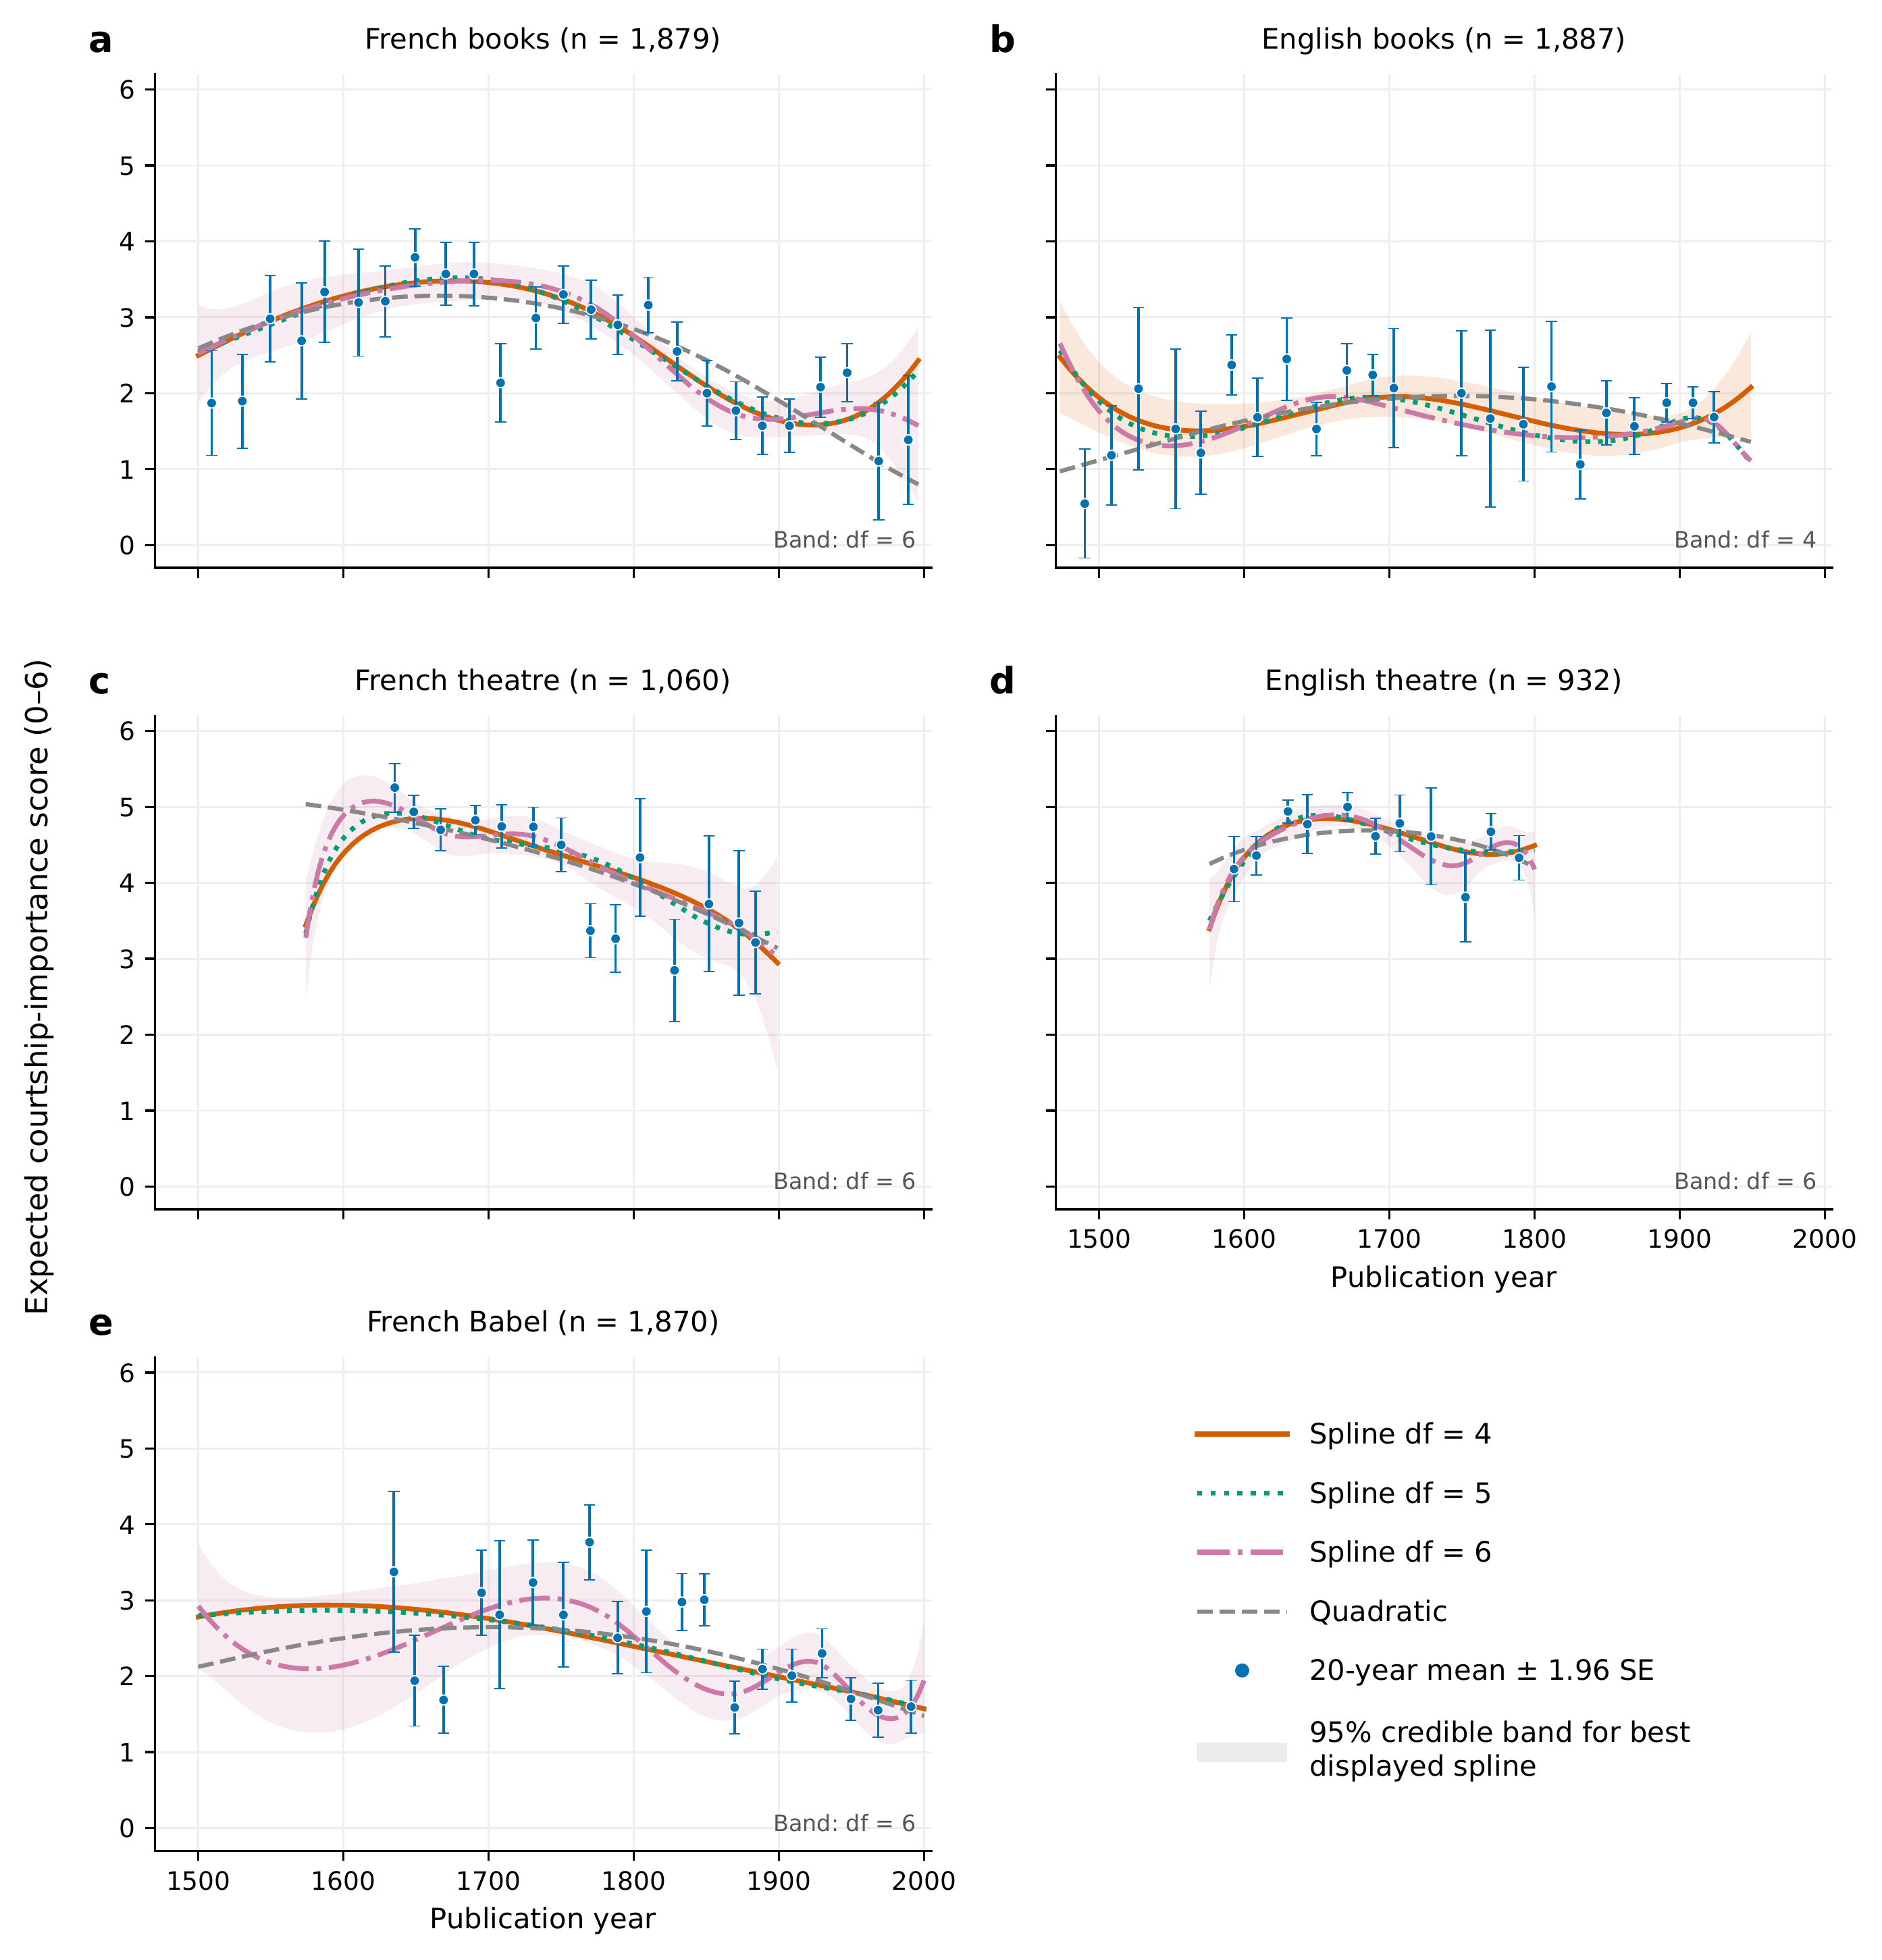 a
French books (n = 1,879)
6
5
4
3
2
1
0
Band: df = 6
b
English books (n = 1,887)
Band: df = 4
Expected courtship-importance score (0–6)
c
French theatre (n = 1,060)
6
5
4
3
2
1
0
Band: df = 6
d
English theatre (n = 932)
Band: df = 6
1500 1600 1700 1800 1900 2000
Publication year
e
French Babel (n = 1,870)
6
5
4
3
2
1
0
Band: df = 6
1500 1600 1700 1800 1900 2000
Publication year
Spline df = 4
Spline df = 5
Spline df = 6
Quadratic
20-year mean ± 1.96 SE
95% credible band for best
displayed spline